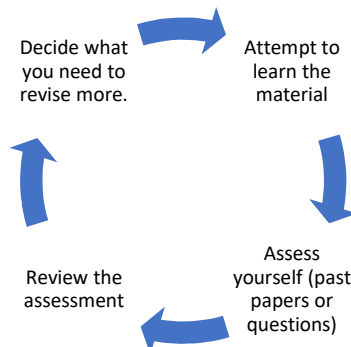 Decide what
you need to
revise more.
Attempt to
learn the
material
Assess
yourself (past
papers or
questions)
Review the
assessment